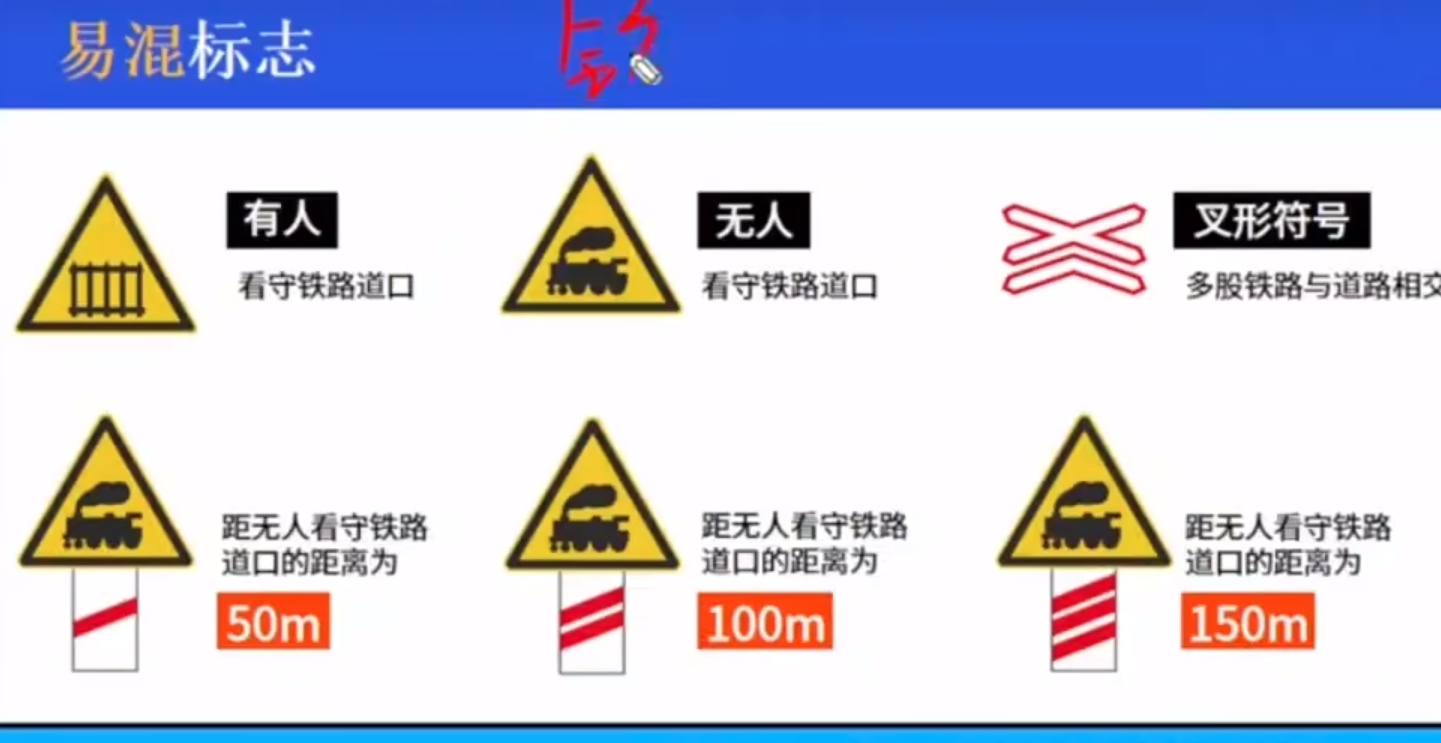 易混标志
有人
看守铁路道口
无人
看守铁路道口
叉形符号
多股铁路与道路相交
距无人看守铁路
道口的距离为
50m
距无人看守铁路
道口的距离为
100m
距无人看守铁路
道口的距离为
150m